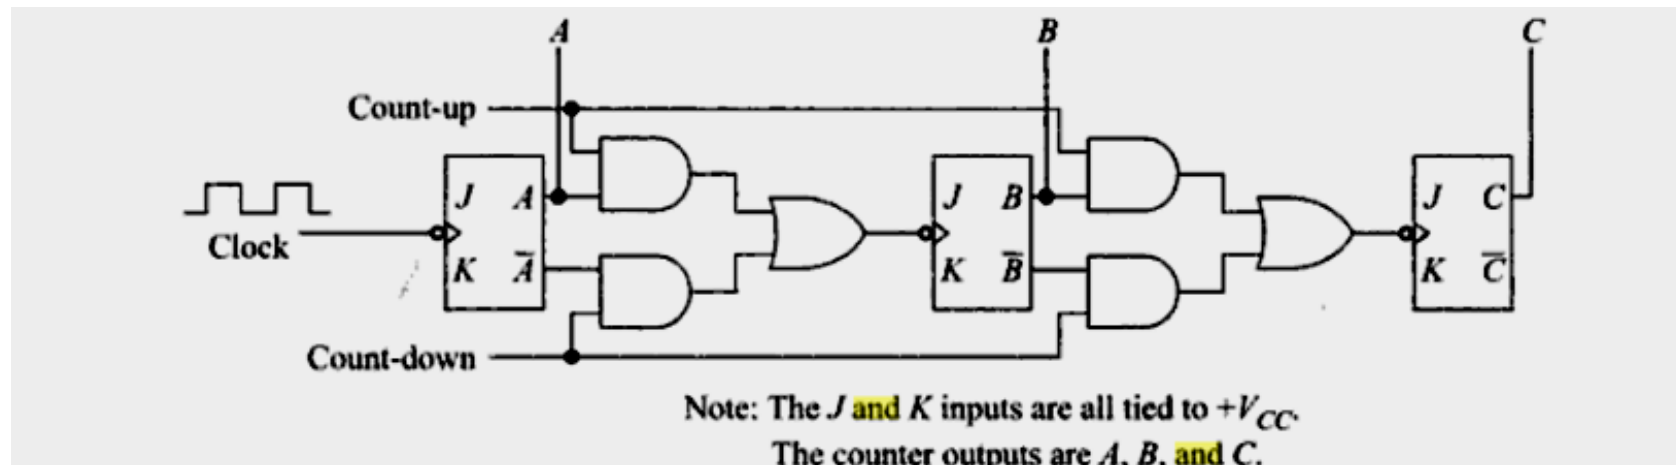 A B C
Count-up
J A J B J C
Clock
K A̅ K B̅ K C̅
Count-down
Note: The J and K inputs are all tied to +VCC.
The counter outputs are A, B, and C.